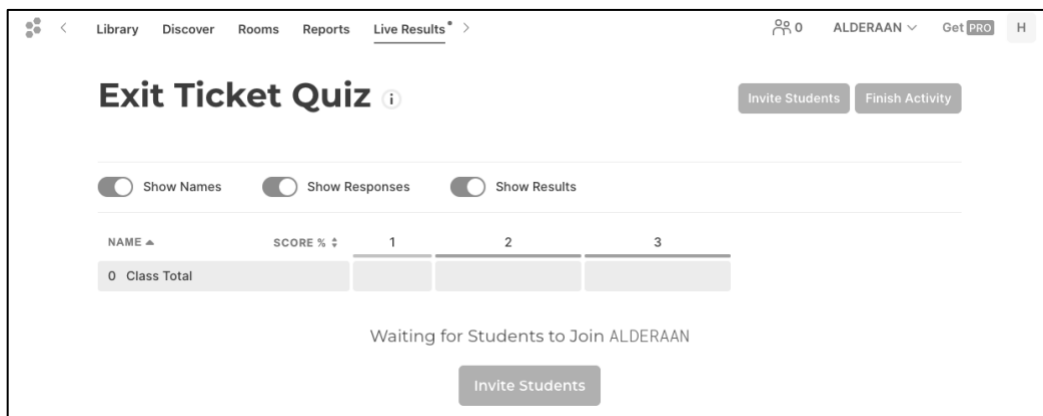 Library Discover Rooms Reports Live Results 0 ALDERAAN Get PRO H
Exit Ticket Quiz i Invite Students Finish Activity
Show Names Show Responses Show Results
NAME SCORE % 1 2 3
0 Class Total
Waiting for Students to Join ALDERAAN
Invite Students